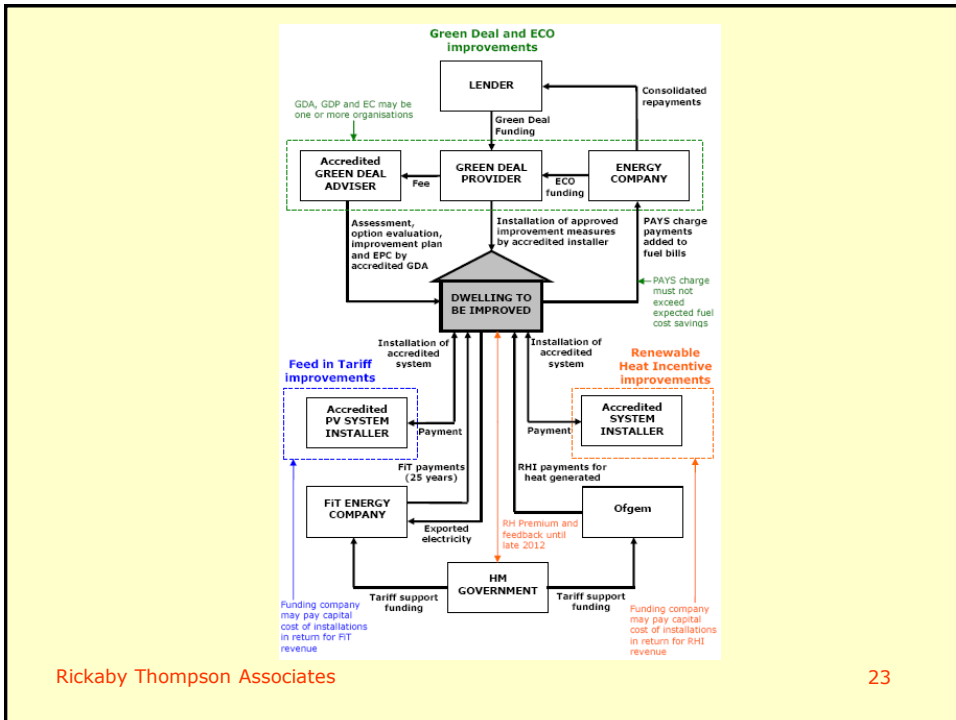 Green Deal and ECO
improvements
LENDER
Consolidated
repayments
GDA, GDP and EC may be
one or more organisations
Green Deal
Funding
Accredited
GREEN DEAL
ADVISER
Fee
GREEN DEAL
PROVIDER
ECO
funding
ENERGY
COMPANY
Assessment,
option evaluation,
improvement plan
and EPC by
accredited GDA
Installation of approved
improvement measures
by accredited installer
PAYS charge
payments
added to
fuel bills
DWELLING TO
BE IMPROVED
PAYS charge
must not
exceed
expected fuel
cost savings
Installation of
accredited
system
Installation of
accredited
system
Feed in Tariff
improvements
Renewable
Heat Incentive
improvements
Accredited
PV SYSTEM
INSTALLER
Payment
Payment
Accredited
SYSTEM
INSTALLER
FiT payments
(25 years)
RHI payments for
heat generated
FiT ENERGY
COMPANY
Exported
electricity
RH Premium and
feedback until
late 2012
Ofgem
HM
GOVERNMENT
Tariff support
funding
Tariff support
funding
Funding company
may pay capital
cost of installations
in return for FiT
revenue
Funding company
may pay capital
cost of installations
in return for RHI
revenue
Rickaby Thompson Associates
23